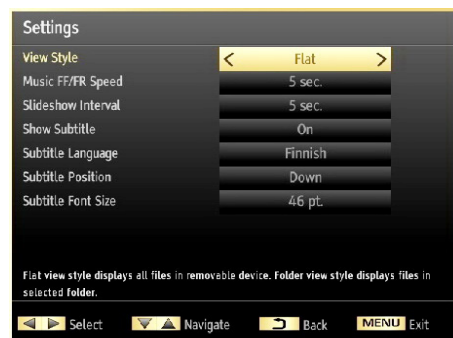 Settings
View Style < Flat >
Music FF/FR Speed 5 sec.
Slideshow Interval 5 sec.
Show Subtitle On
Subtitle Language Finnish
Subtitle Position Down
Subtitle Font Size 46 pt.
Flat view style displays all files in removable device. Folder view style displays files in
selected folder.
Select Navigate Back MENU Exit